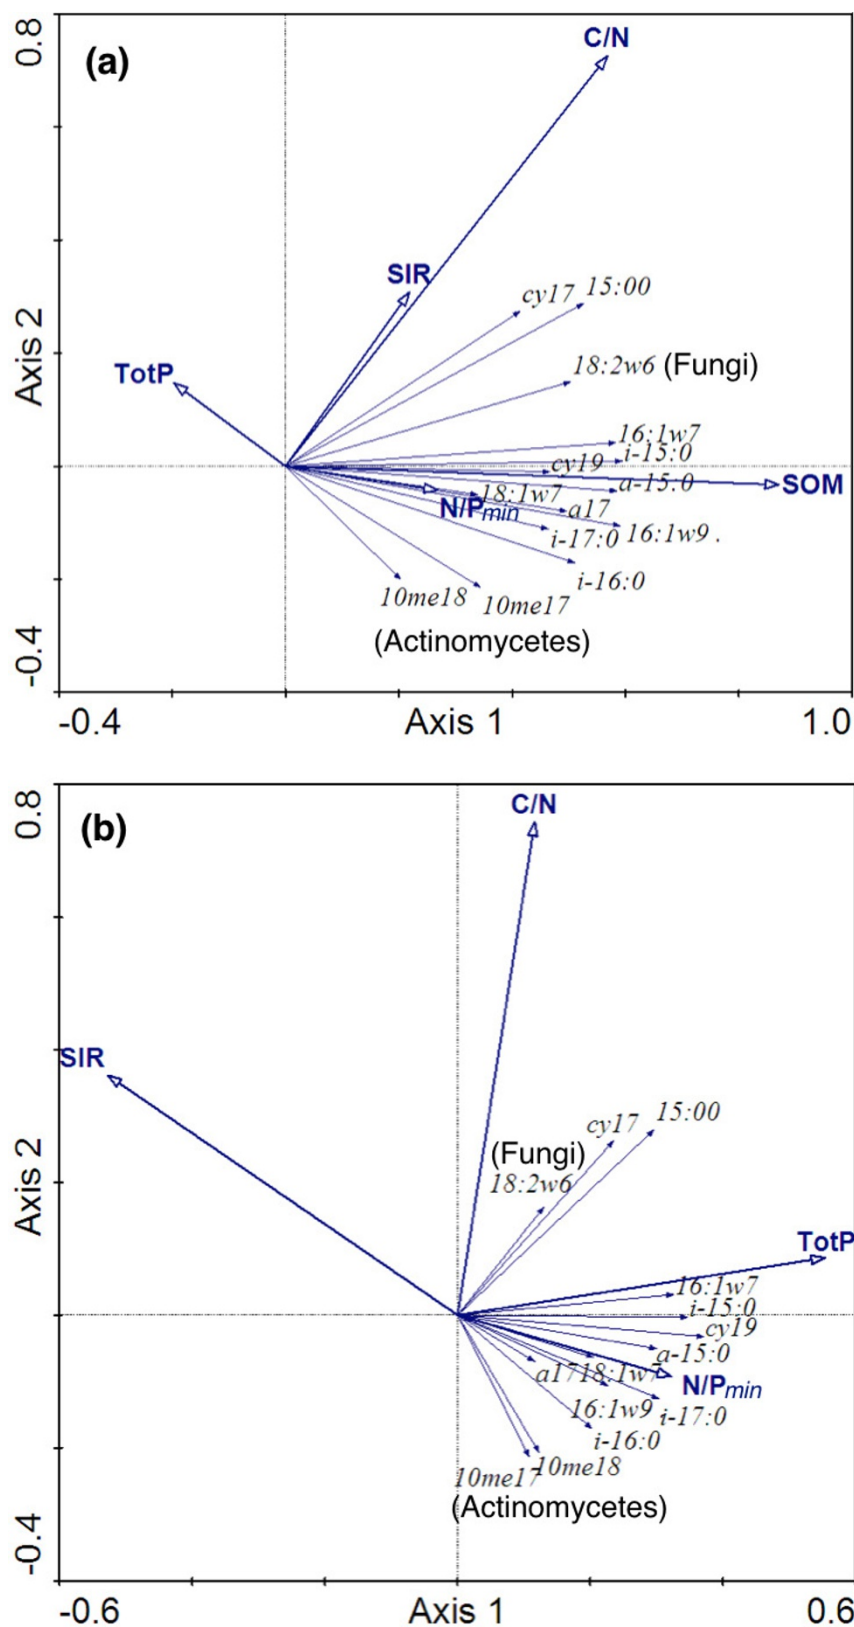 0.8
(a)
C/N
SIR
cy17
15:00
Axis 2
TotP
18:2w6 (Fungi)
16:1w7
i-15:0
cy19
a-15:0
SOM
18:1w7
N/Pmin
a17
i-17:0
16:1w9 .
i-16:0
10me18
10me17
(Actinomycetes)
-0.4
-0.4
Axis 1
1.0
0.8
(b)
C/N
SIR
cy17
15:00
(Fungi)
18:2w6
Axis 2
TotP
16:1w7
i-15:0
cy19
a-15:0
a17
18:1w7
N/Pmin
16:1w9
i-17:0
i-16:0
10me17
10me18
(Actinomycetes)
-0.4
-0.6
Axis 1
0.6